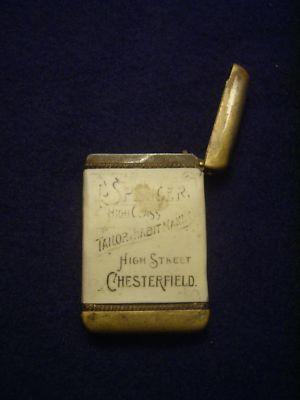 SPENCER.
HIGH CLASS
TAILOR & HABIT MAKER
HIGH STREET
CHESTERFIELD.